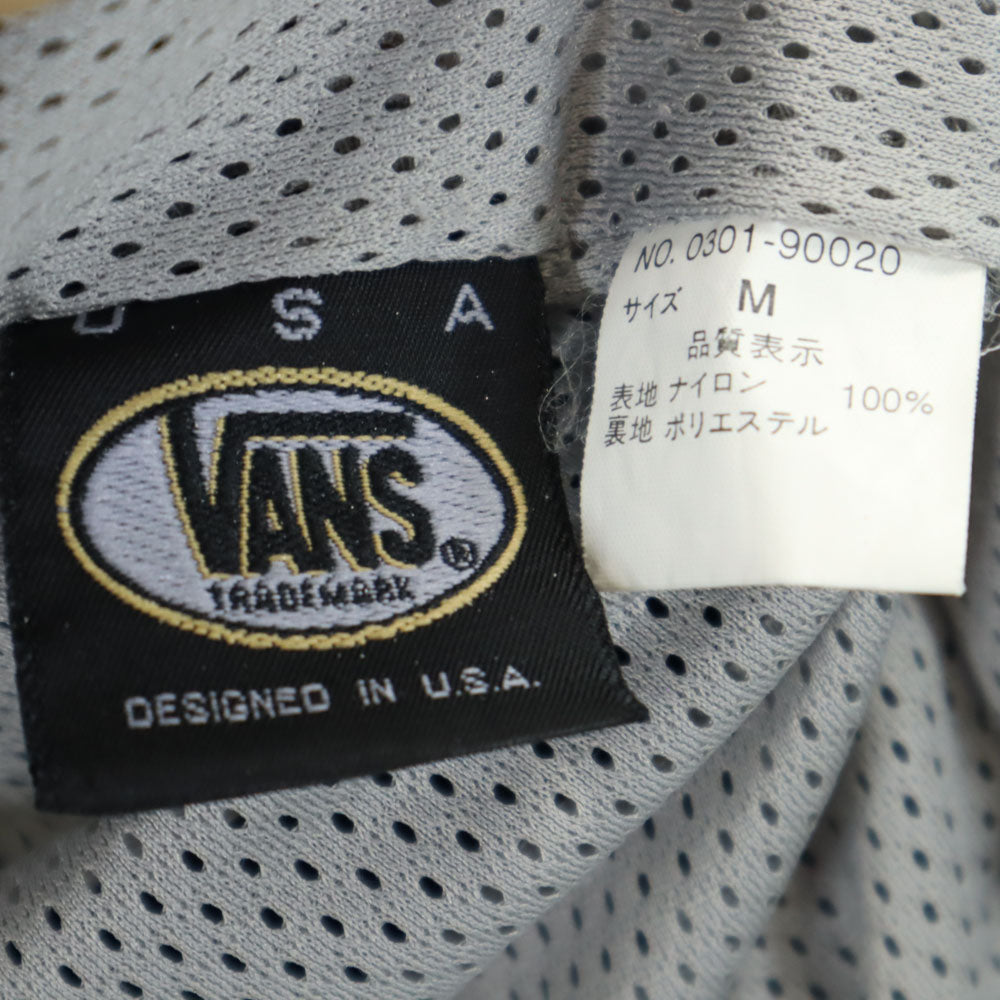 U S A
VANS ®
TRADEMARK
DESIGNED IN U.S.A.
NO. 0301-90020
サイズ M
品質表示
表地 ナイロン 100%
裏地 ポリエステル